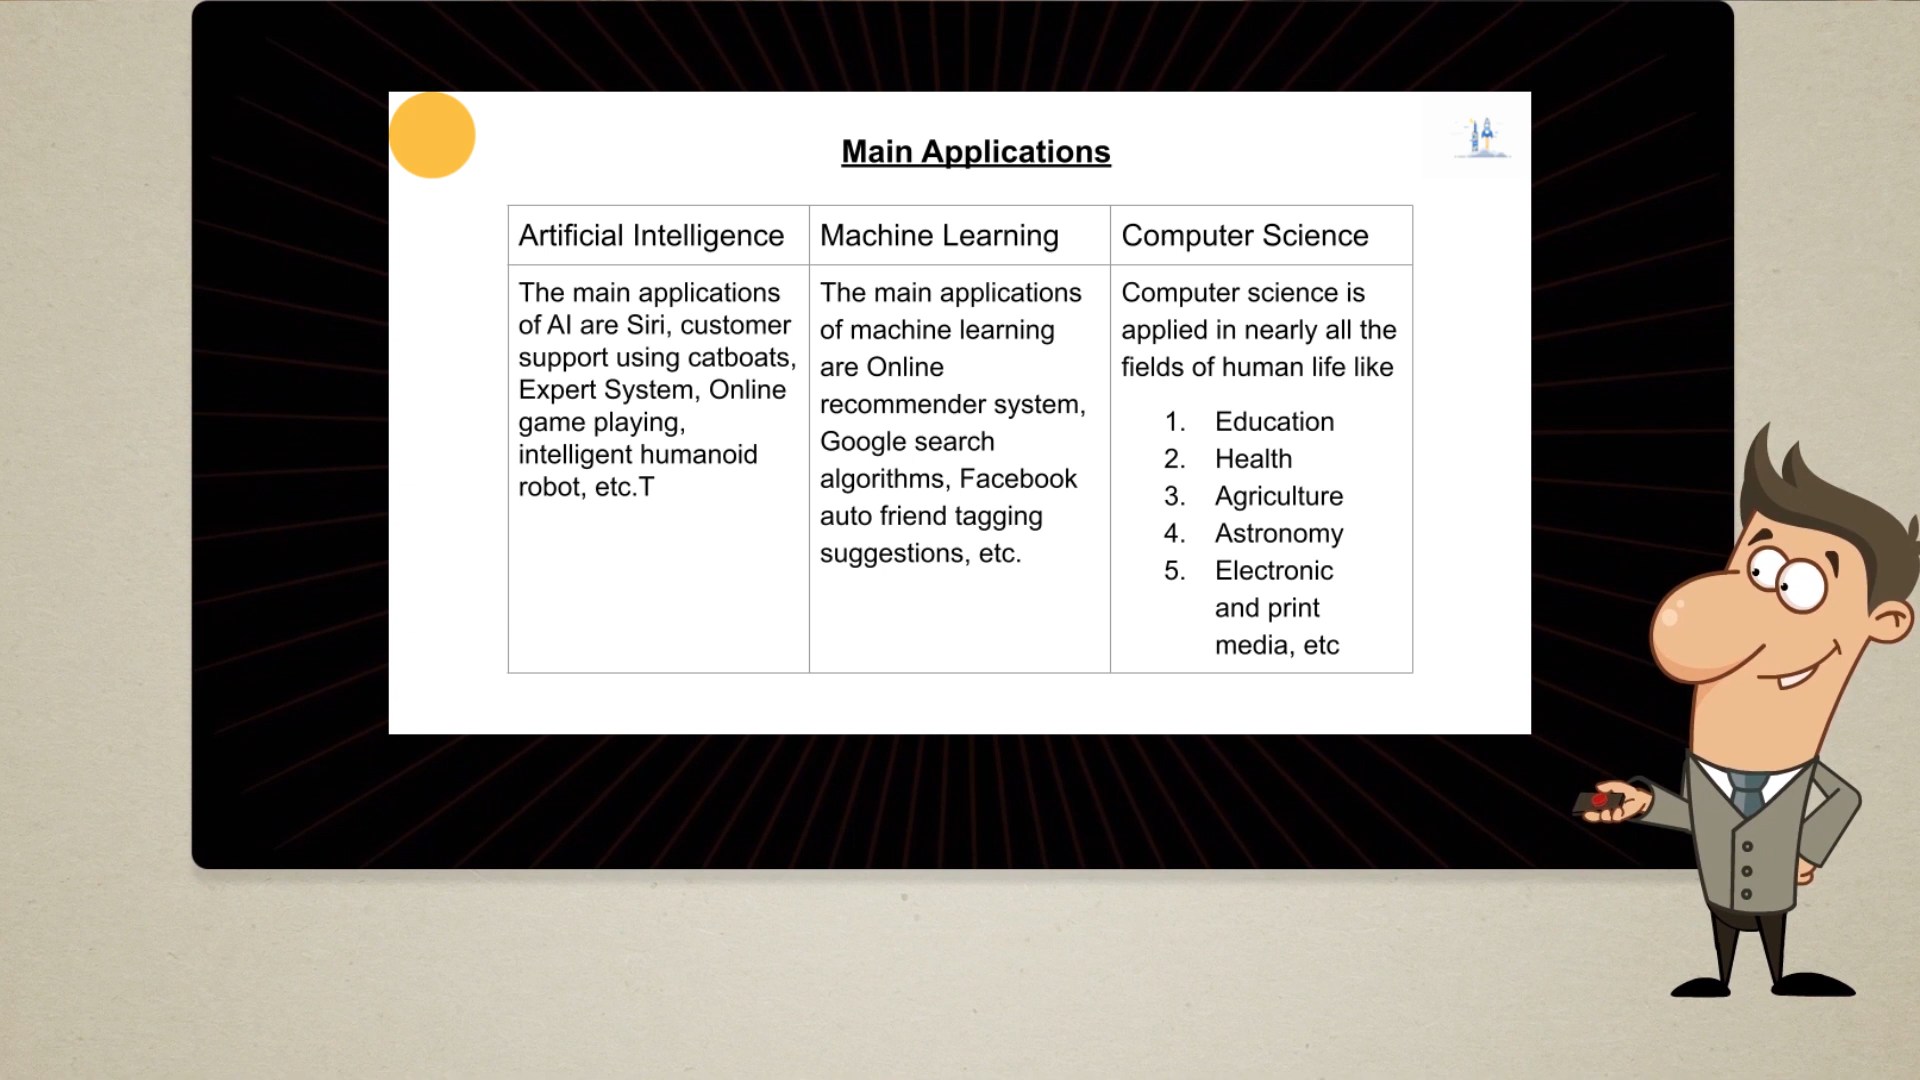 Main Applications
Artificial Intelligence
The main applications
of AI are Siri, customer
support using catboats,
Expert System, Online
game playing,
intelligent humanoid
robot, etc.T
Machine Learning
The main applications
of machine learning
are Online
recommender system,
Google search
algorithms, Facebook
auto friend tagging
suggestions, etc.
Computer Science
Computer science is
applied in nearly all the
fields of human life like
1. Education
2. Health
3. Agriculture
4. Astronomy
5. Electronic
and print
media, etc